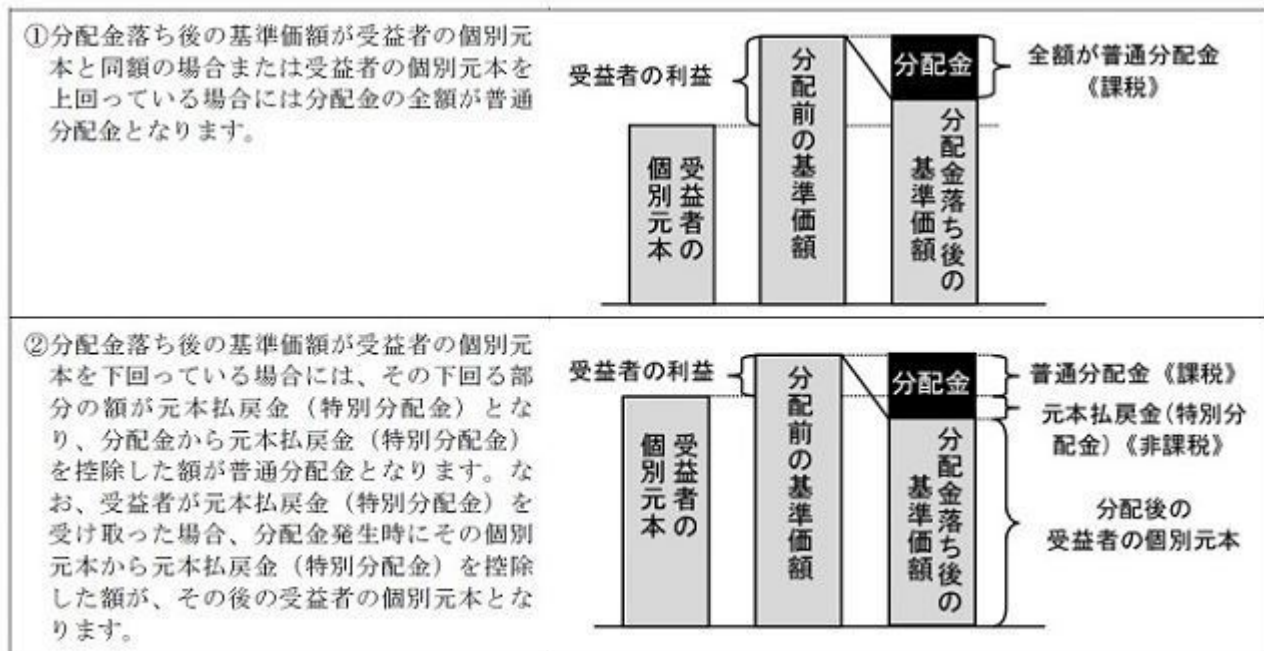 ①分配金落ち後の基準価額が受益者の個別元
本と同額の場合または受益者の個別元本を
上回っている場合には分配金の全額が普通
分配金となります。
受益者の利益
受益者の
個別元本
分配前の基準価額
分配金
分配金落ち後の
基準価額
全額が普通分配金
《課税》
②分配金落ち後の基準価額が受益者の個別元
本を下回っている場合には、その下回る部
分の額が元本払戻金（特別分配金）とな
り、分配金から元本払戻金（特別分配金）
を控除した額が普通分配金となります。な
お、受益者が元本払戻金（特別分配金）を
受け取った場合、分配金発生時にその個別
元本から元本払戻金（特別分配金）を控除
した額が、その後の受益者の個別元本とな
ります。
受益者の利益
受益者の
個別元本
分配前の基準価額
分配金
分配金落ち後の
基準価額
普通分配金《課税》
元本払戻金(特別分
配金)《非課税》
分配後の
受益者の個別元本